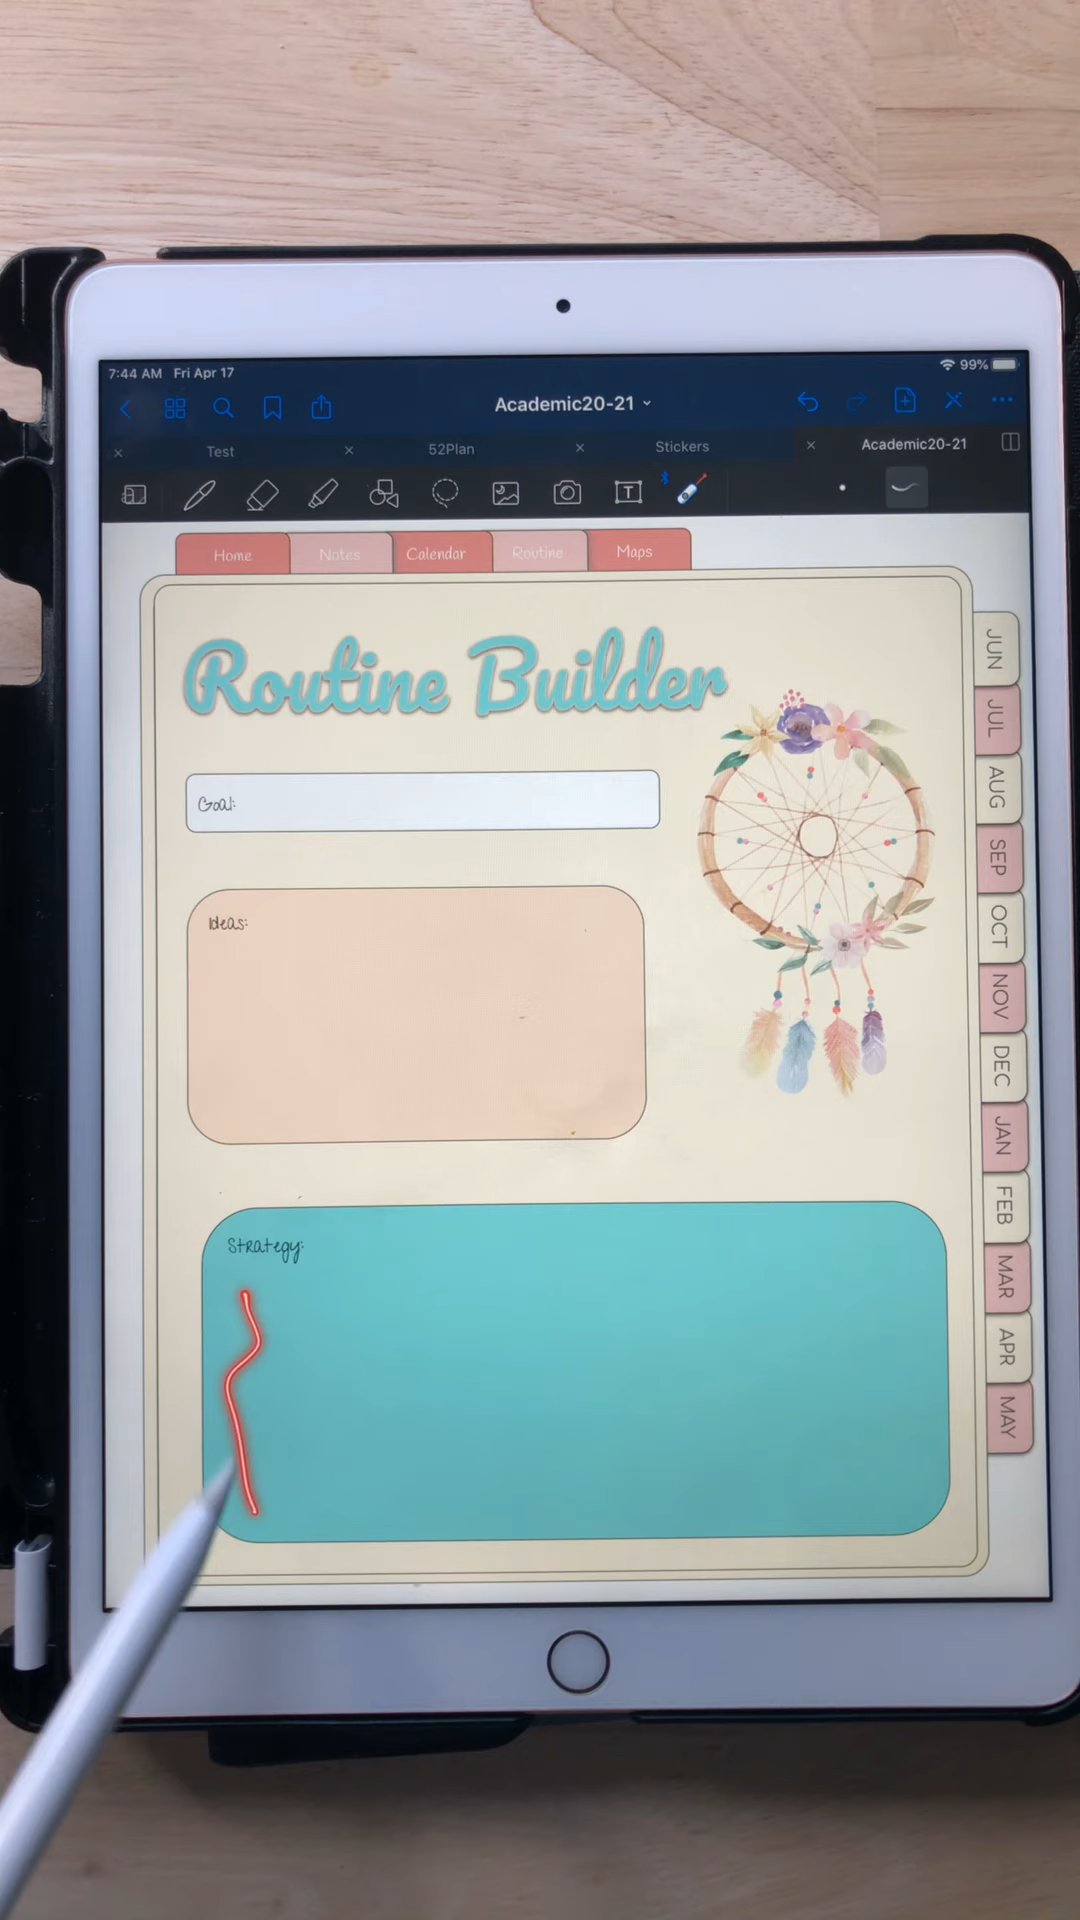 7:44 AM Fri Apr 17
99%
Academic20-21
Test
52Plan
Stickers
Academic20-21
T
Home
Notes
Calendar
Routine
Maps
Routine Builder
Goal:
Ideas:
Strategy:
JUN
JUL
AUG
SEP
OCT
NOV
DEC
JAN
FEB
MAR
APR
MAY